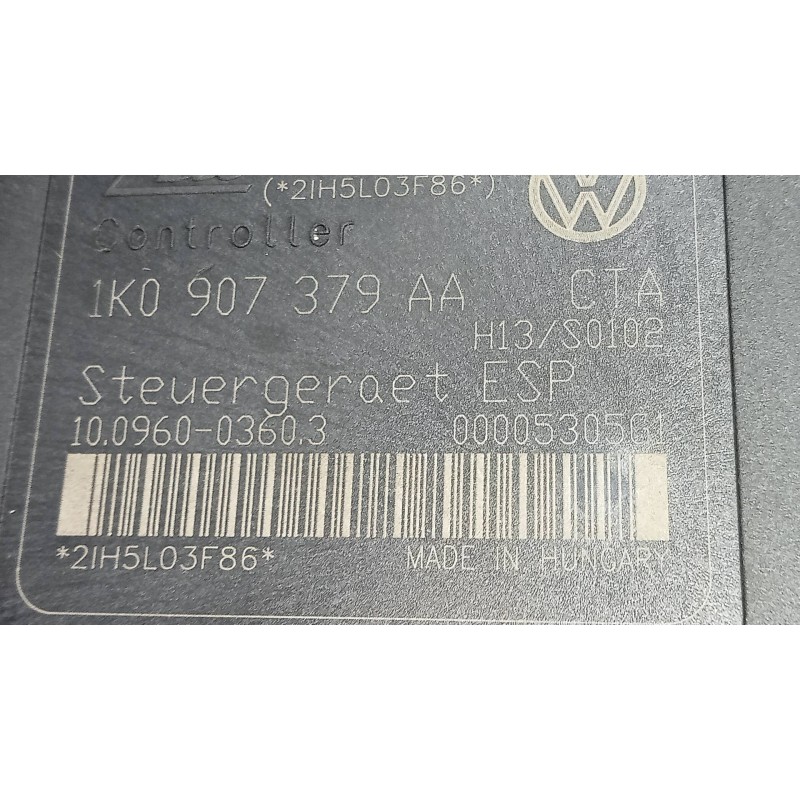 (*2IH5L03F86*)
Controller
1K0 907 379 AA CTA
H13/S0102
Steuergeraet ESP
10.0960-0360.3 00005305G1
*2IH5L03F86* MADE IN HUNGARY